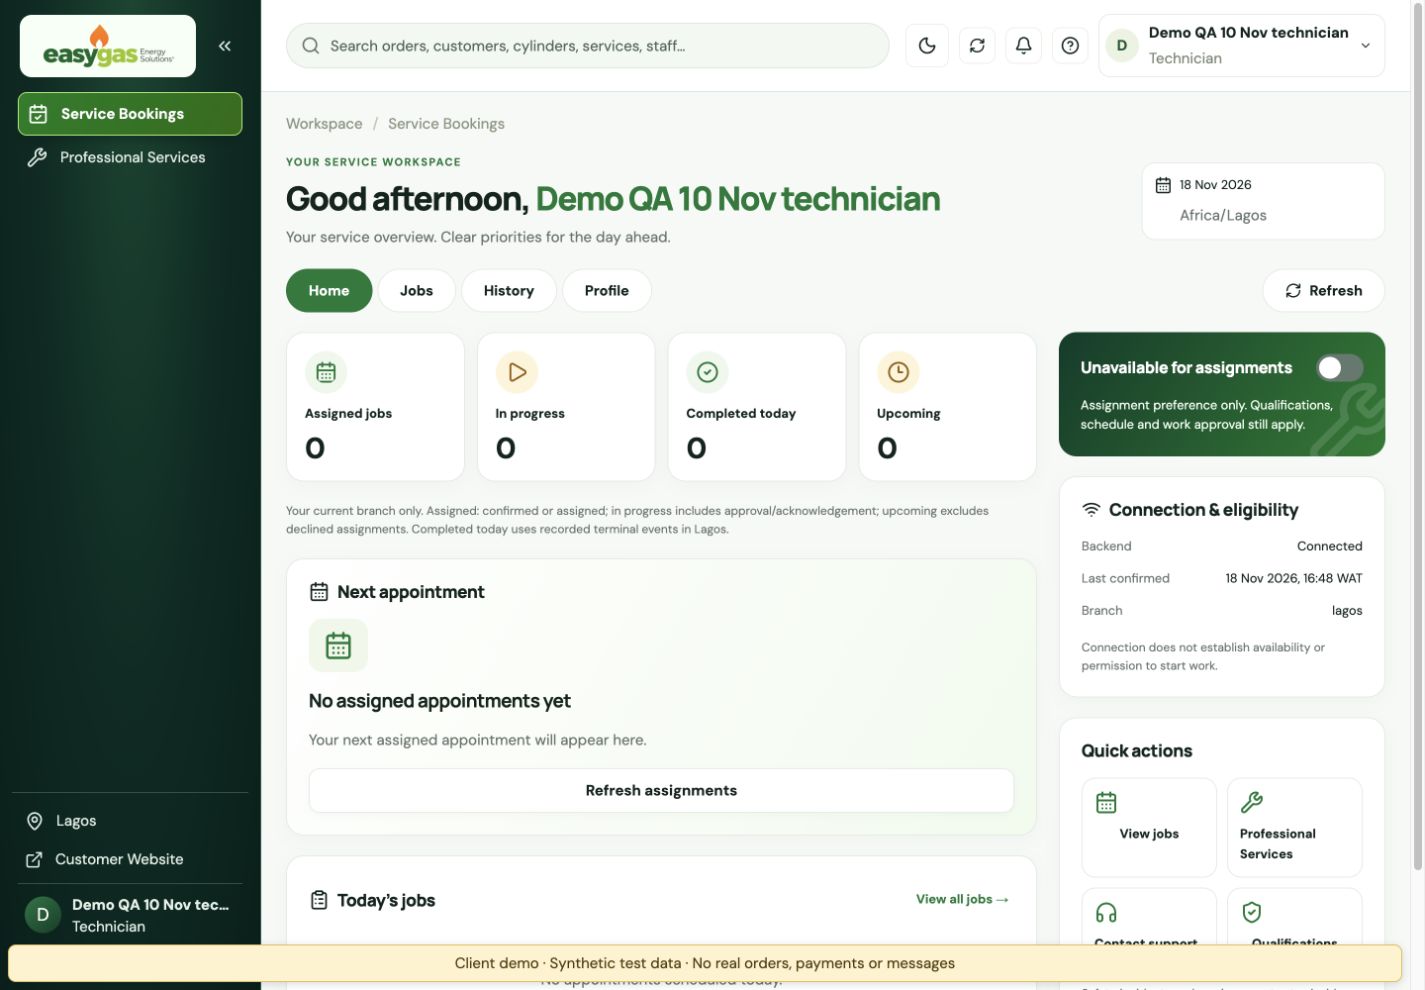 easygas Energy Solutions
Service Bookings
Professional Services
Lagos
Customer Website
D
Demo QA 10 Nov tec...
Technician
Search orders, customers, cylinders, services, staff...
D
Demo QA 10 Nov technician
Technician
Workspace / Service Bookings
YOUR SERVICE WORKSPACE
Good afternoon, Demo QA 10 Nov technician
Your service overview. Clear priorities for the day ahead.
18 Nov 2026
Africa/Lagos
Home
Jobs
History
Profile
Refresh
Assigned jobs
0
In progress
0
Completed today
0
Upcoming
0
Your current branch only. Assigned: confirmed or assigned; in progress includes approval/acknowledgement; upcoming excludes
declined assignments. Completed today uses recorded terminal events in Lagos.
Next appointment
No assigned appointments yet
Your next assigned appointment will appear here.
Refresh assignments
Today's jobs
View all jobs →
Unavailable for assignments
Assignment preference only. Qualifications,
schedule and work approval still apply.
Connection & eligibility
Backend Connected
Last confirmed 18 Nov 2026, 16:48 WAT
Branch lagos
Connection does not establish availability or
permission to start work.
Quick actions
View jobs
Professional
Services
Contact support
Qualifications
Client demo · Synthetic test data · No real orders, payments or messages
No appointments scheduled today.